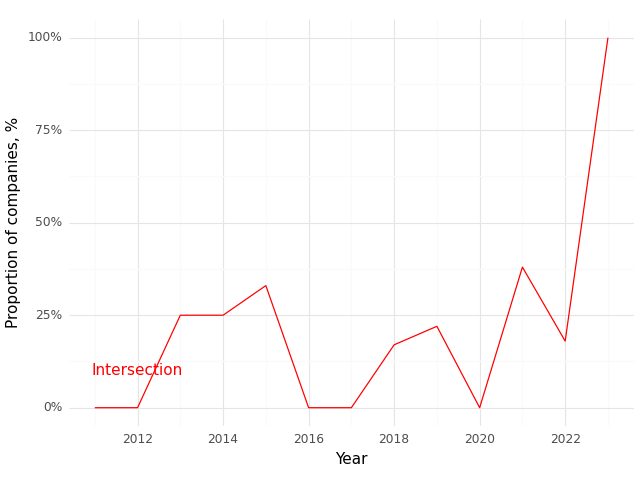 100%
75%
50%
25%
0%
Proportion of companies, %
Intersection
2012 2014 2016 2018 2020 2022
Year